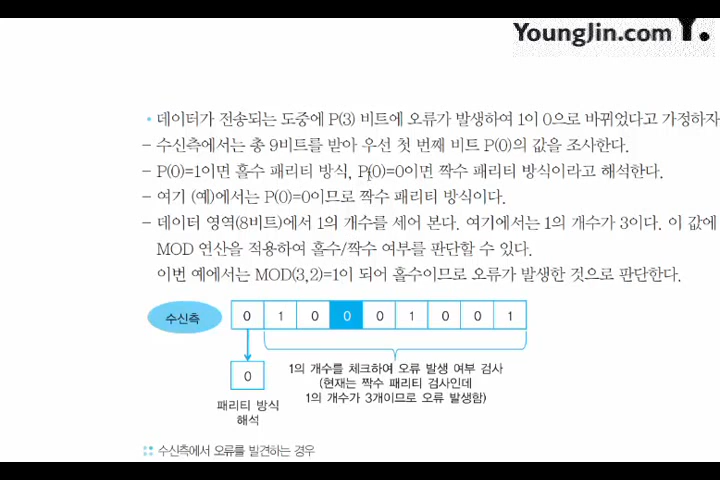 YoungJin.com Y.
• 데이터가 전송되는 도중에 P(3) 비트에 오류가 발생하여 1이 0으로 바뀌었다고 가정하자
- 수신측에서는 총 9비트를 받아 우선 첫 번째 비트 P(0)의 값을 조사한다.
- P(0)=1이면 홀수 패리티 방식, P(0)=0이면 짝수 패리티 방식이라고 해석한다.
- 여기 (예)에서는 P(0)=0이므로 짝수 패리티 방식이다.
- 데이터 영역(8비트)에서 1의 개수를 세어 본다. 여기에서는 1의 개수가 3이다. 이 값에
MOD 연산을 적용하여 홀수/짝수 여부를 판단할 수 있다.
이번 예에서는 MOD(3,2)=1이 되어 홀수이므로 오류가 발생한 것으로 판단한다.
수신측 0 1 0 0 0 1 0 0 1
0
1의 개수를 체크하여 오류 발생 여부 검사
(현재는 짝수 패리티 검사인데
1의 개수가 3개이므로 오류 발생함)
패리티 방식
해석
수신측에서 오류를 발견하는 경우